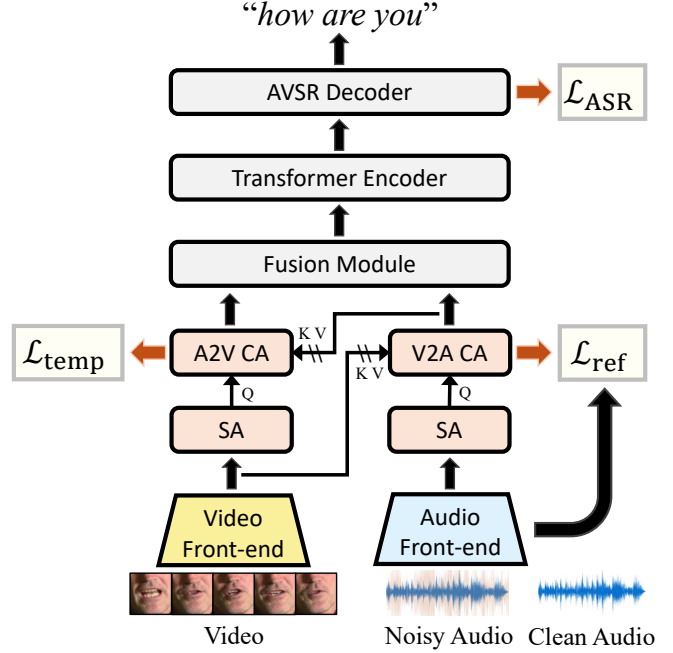 “how are you”
AVSR Decoder
ℒASR
Transformer Encoder
Fusion Module
K V
ℒtemp
A2V CA
V2A CA
ℒref
K V
Q
Q
SA
SA
Video
Front-end
Audio
Front-end
Video
Noisy Audio
Clean Audio